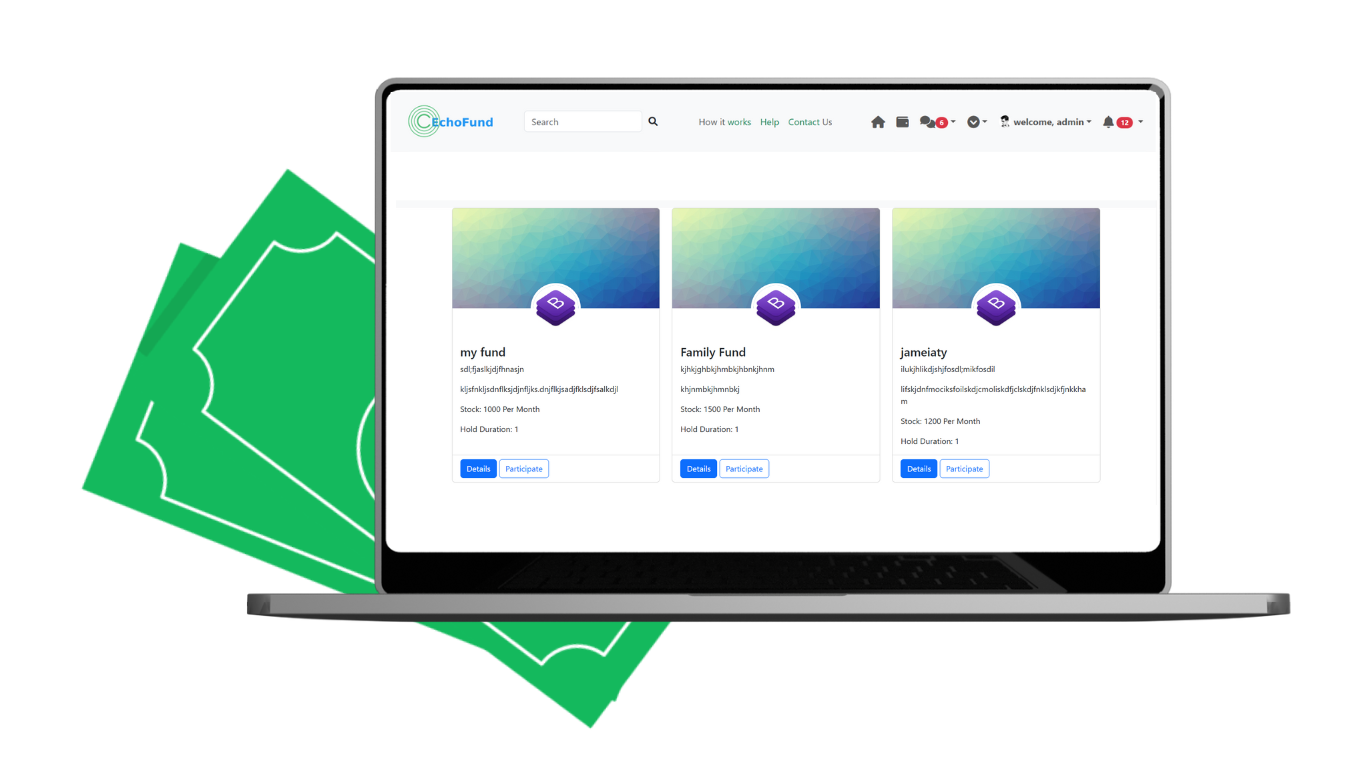 EchoFund
Search
How it works Help Contact Us
6
welcome, admin
12
my fund
sdl;fjaslkjdjfhnasjn
kljsfnkljsdnflksjdjnfljks.dnjflkjsadjfklsdjfsalkdjl
Stock: 1000 Per Month
Hold Duration: 1
Details Participate
Family Fund
kjhkjghbkjhmbkjhbnkjhnm
khjnmbkjhmnbkj
Stock: 1500 Per Month
Hold Duration: 1
Details Participate
jameiaty
ilukjhlikdjshjfosdl;mikfosdil
lifskjdnfmociksfoilskdjcmoliskdfjclskdjfnklsdjkfjnkkha
m
Stock: 1200 Per Month
Hold Duration: 1
Details Participate